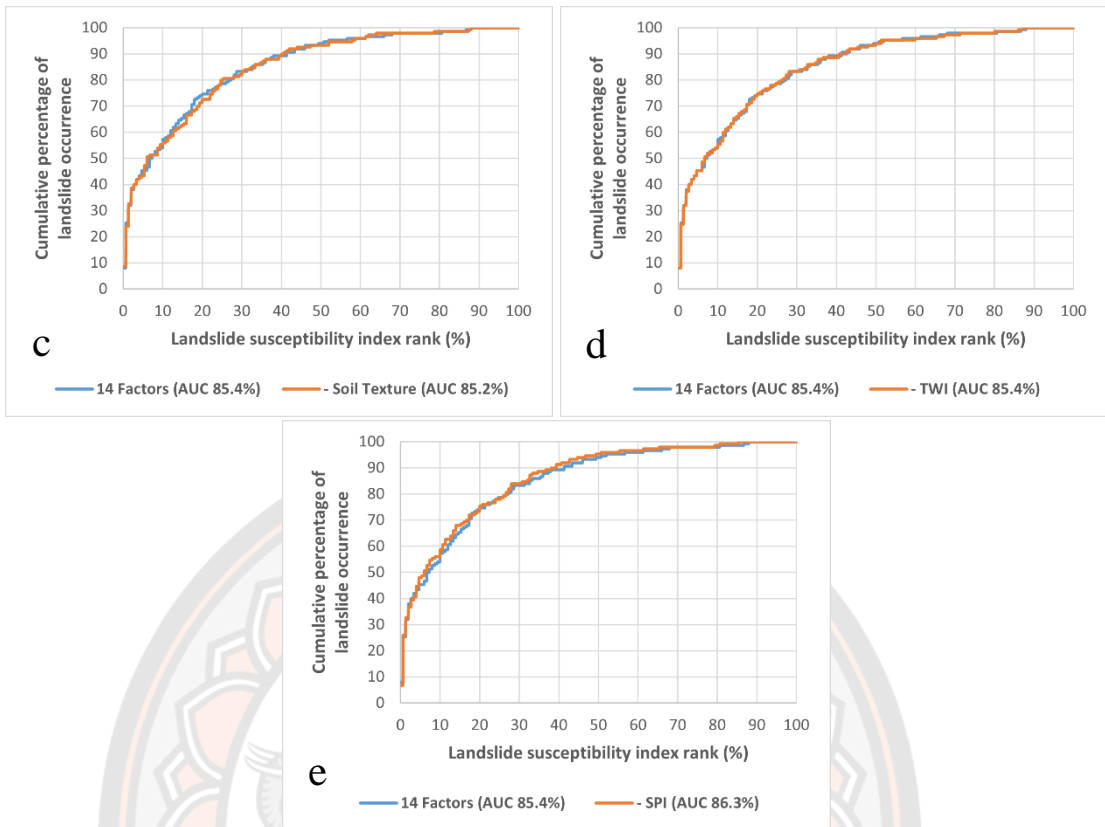 100
90
80
70
60
50
40
30
20
10
0
Cumulative percentage of
landslide occurrence
0 10 20 30 40 50 60 70 80 90 100
Landslide susceptibility index rank (%)
c
14 Factors (AUC 85.4%) - Soil Texture (AUC 85.2%)
100
90
80
70
60
50
40
30
20
10
0
Cumulative percentage of
landslide occurrence
0 10 20 30 40 50 60 70 80 90 100
Landslide susceptibility index rank (%)
d
14 Factors (AUC 85.4%) - TWI (AUC 85.4%)
100
90
80
70
60
50
40
30
20
10
0
Cumulative percentage of
landslide occurrence
0 10 20 30 40 50 60 70 80 90 100
Landslide susceptibility index rank (%)
e
14 Factors (AUC 85.4%) - SPI (AUC 86.3%)